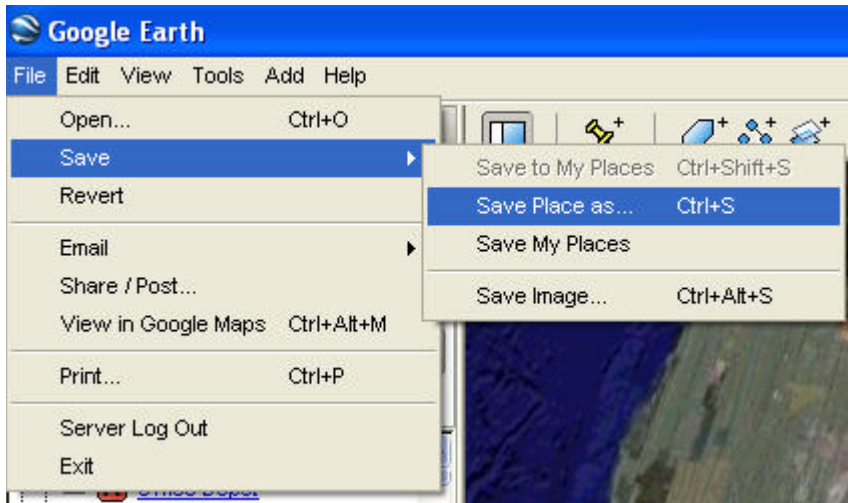 Google Earth
File Edit View Tools Add Help
Open... Ctrl+O
Save
Revert
Email
Share / Post...
View in Google Maps Ctrl+Alt+M
Print... Ctrl+P
Server Log Out
Exit
Save to My Places Ctrl+Shift+S
Save Place as... Ctrl+S
Save My Places
Save Image... Ctrl+Alt+S